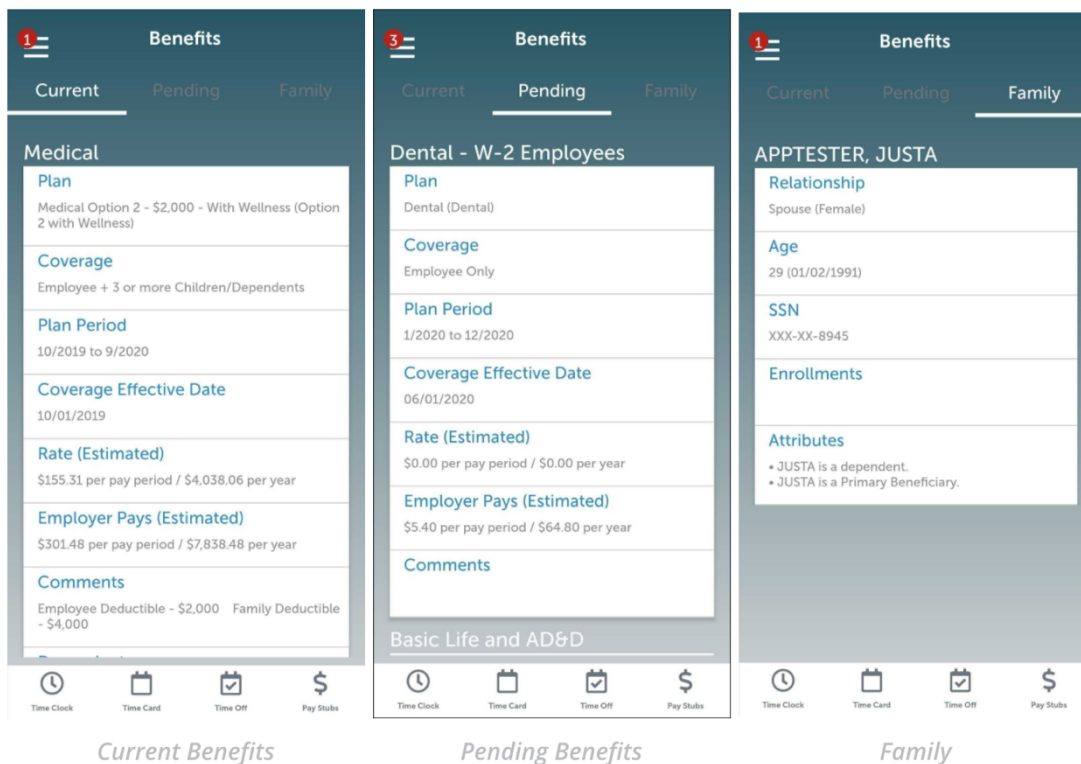 1
Benefits
Current
Pending
Family
Medical
Plan
Medical Option 2 - $2,000 - With Wellness (Option
2 with Wellness)
Coverage
Employee + 3 or more Children/Dependents
Plan Period
10/2019 to 9/2020
Coverage Effective Date
10/01/2019
Rate (Estimated)
$155.31 per pay period / $4,038.06 per year
Employer Pays (Estimated)
$301.48 per pay period / $7,838.48 per year
Comments
Employee Deductible - $2,000 Family Deductible
- $4,000
Time Clock
Time Card
Time Off
Pay Stubs
Current Benefits
3
Benefits
Current
Pending
Family
Dental - W-2 Employees
Plan
Dental (Dental)
Coverage
Employee Only
Plan Period
1/2020 to 12/2020
Coverage Effective Date
06/01/2020
Rate (Estimated)
$0.00 per pay period / $0.00 per year
Employer Pays (Estimated)
$5.40 per pay period / $64.80 per year
Comments
Basic Life and AD&D
Time Clock
Time Card
Time Off
Pay Stubs
Pending Benefits
1
Benefits
Current
Pending
Family
APPTESTER, JUSTA
Relationship
Spouse (Female)
Age
29 (01/02/1991)
SSN
XXX-XX-8945
Enrollments
Attributes
• JUSTA is a dependent.
• JUSTA is a Primary Beneficiary.
Time Clock
Time Card
Time Off
Pay Stubs
Family